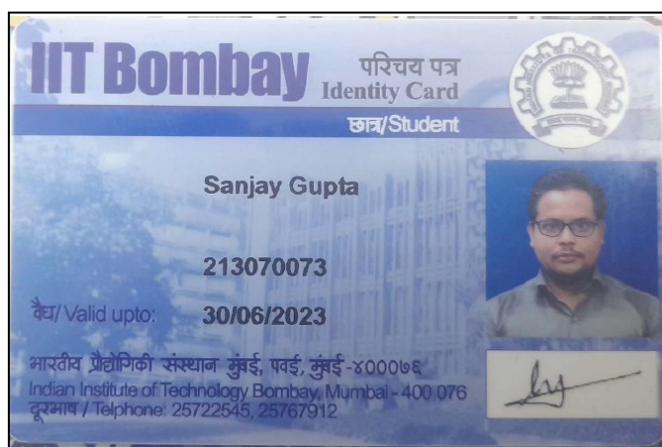 IIT Bombay
परिचय पत्र
Identity Card
छात्र/Student
Sanjay Gupta
213070073
वैध/Valid upto: 30/06/2023
भारतीय प्रौद्योगिकी संस्थान मुंबई, पवई, मुंबई-४०००७६
Indian Institute of Technology Bombay, Mumbai - 400 076
दूरभाष / Telphone: 25722545, 25767912